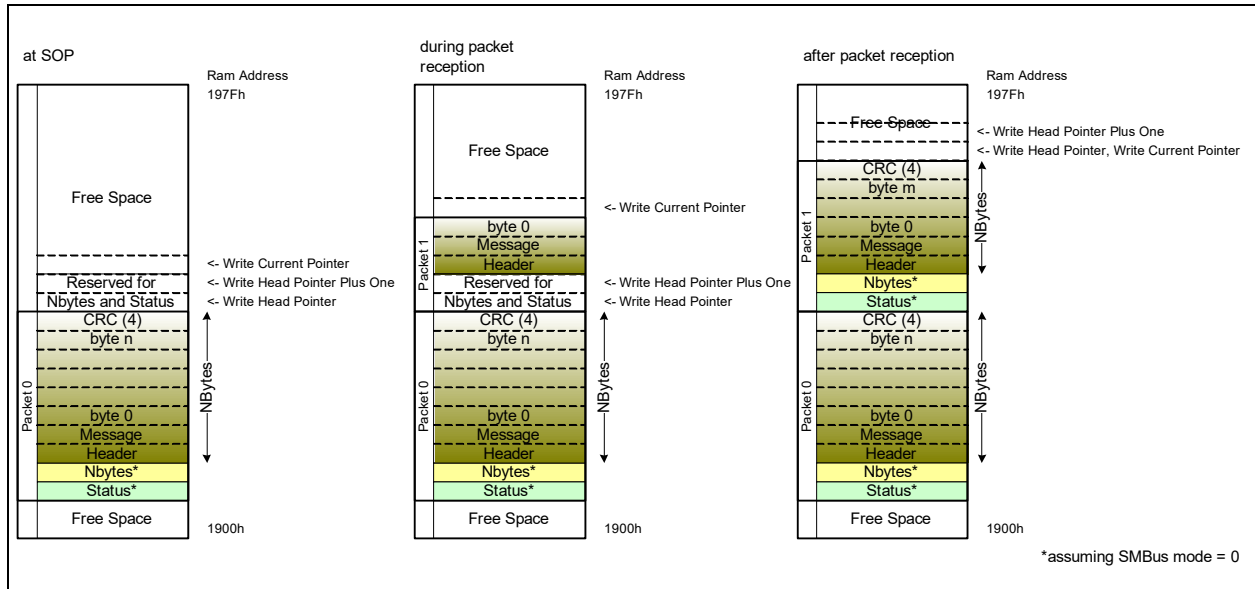 at SOP
Ram Address
197Fh
Free Space
<- Write Current Pointer
Reserved for
<- Write Head Pointer Plus One
Nbytes and Status
<- Write Head Pointer
CRC (4)
byte n
byte 0
Message
Header
Nbytes*
Status*
Free Space
1900h
Packet 0
NBytes
during packet
reception
Ram Address
197Fh
Free Space
<- Write Current Pointer
byte 0
Message
Header
Reserved for
<- Write Head Pointer Plus One
Nbytes and Status
<- Write Head Pointer
CRC (4)
byte n
byte 0
Message
Header
Nbytes*
Status*
Free Space
1900h
Packet 1
Packet 0
NBytes
after packet reception
Ram Address
197Fh
Free Space
<- Write Head Pointer Plus One
<- Write Head Pointer, Write Current Pointer
CRC (4)
byte m
byte 0
Message
Header
Nbytes*
Status*
CRC (4)
byte n
byte 0
Message
Header
Nbytes*
Status*
Free Space
1900h
Packet 1
Packet 0
NBytes
NBytes
*assuming SMBus mode = 0